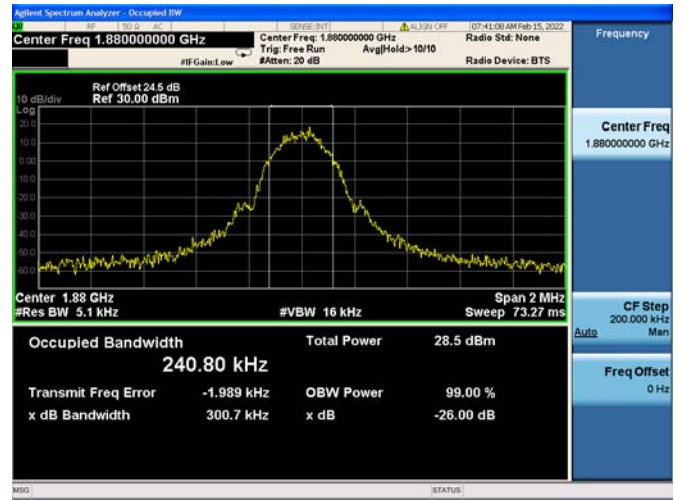 Agilent Spectrum Analyzer - Occupied BW
RF 50 Ω AC SENSE:INT ALIGN OFF 07:41:08 AM Feb 15, 2022
Center Freq 1.880000000 GHz Center Freq: 1.880000000 GHz Radio Std: None
Trig: Free Run Avg|Hold:> 10/10
#IFGain:Low #Atten: 20 dB Radio Device: BTS
Frequency
Ref Offset 24.5 dB
10 dB/div Ref 30.00 dBm
Log
20.0
10.0
0.00
-10.0
-20.0
-30.0
-40.0
-50.0
-60.0
Center Freq
1.880000000 GHz
Center 1.88 GHz Span 2 MHz
#Res BW 5.1 kHz #VBW 16 kHz Sweep 73.27 ms
CF Step
200.000 kHz
Auto Man
Occupied Bandwidth Total Power 28.5 dBm
240.80 kHz
Transmit Freq Error -1.989 kHz OBW Power 99.00 %
x dB Bandwidth 300.7 kHz x dB -26.00 dB
Freq Offset
0 Hz
MSG STATUS